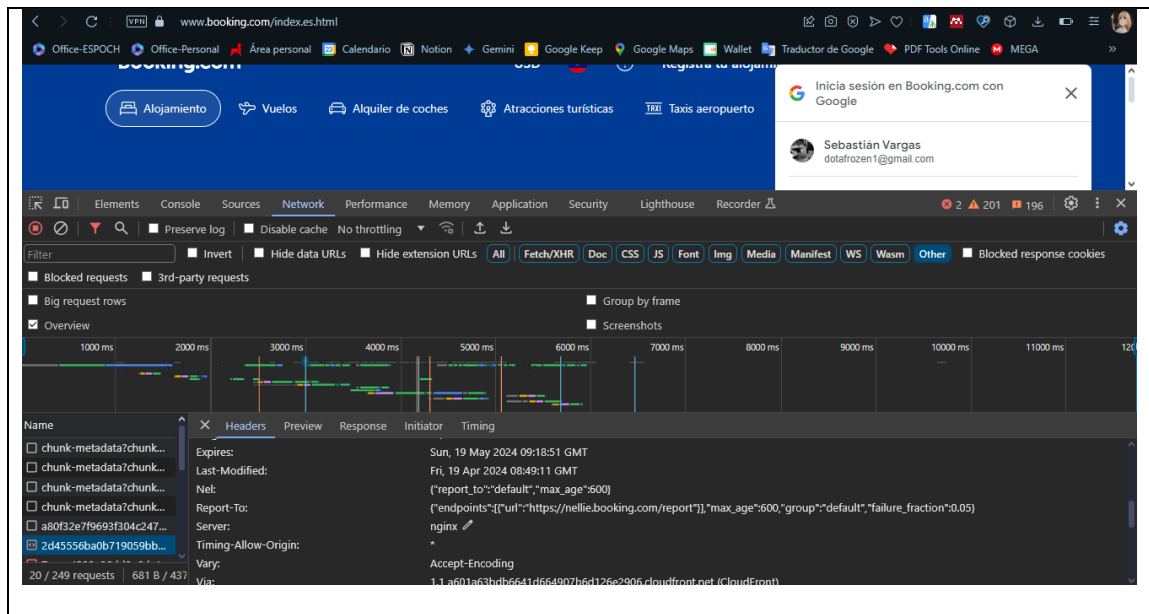 VPN www.booking.com/index.es.html
Office-ESPOCH Office-Personal Área personal Calendario Notion Gemini Google Keep Google Maps Wallet Traductor de Google PDF Tools Online MEGA »
Booking.com USD Registra tu alojami
Inicia sesión en Booking.com con
Google
Alojamiento Vuelos Alquiler de coches Atracciones turísticas TAXI Taxis aeropuerto
Sebastián Vargas
dotafrozen1@gmail.com
Elements Console Sources Network Performance Memory Application Security Lighthouse Recorder 2 201 196
Preserve log Disable cache No throttling
Filter Invert Hide data URLs Hide extension URLs All Fetch/XHR Doc CSS JS Font Img Media Manifest WS Wasm Other Blocked response cookies
Blocked requests 3rd-party requests
Big request rows Group by frame
Overview Screenshots
1000 ms 2000 ms 3000 ms 4000 ms 5000 ms 6000 ms 7000 ms 8000 ms 9000 ms 10000 ms 11000 ms 120
Name Headers Preview Response Initiator Timing
chunk-metadata?chunk... Expires: Sun, 19 May 2024 09:18:51 GMT
chunk-metadata?chunk... Last-Modified: Fri, 19 Apr 2024 08:49:11 GMT
chunk-metadata?chunk... Nel: {"report_to":"default","max_age":600}
chunk-metadata?chunk... Report-To: {"endpoints":[{"url":"https://nellie.booking.com/report"}],"max_age":600,"group":"default","failure_fraction":0.05}
a80f32e7f9693f304c247... Server: nginx
2d45556ba0b719059bb... Timing-Allow-Origin: *
Vary: Accept-Encoding
20 / 249 requests 681 B / 437 Via: 1.1 a601a63bdb6641d664907b6d126e2906.cloudfront.net (CloudFront)